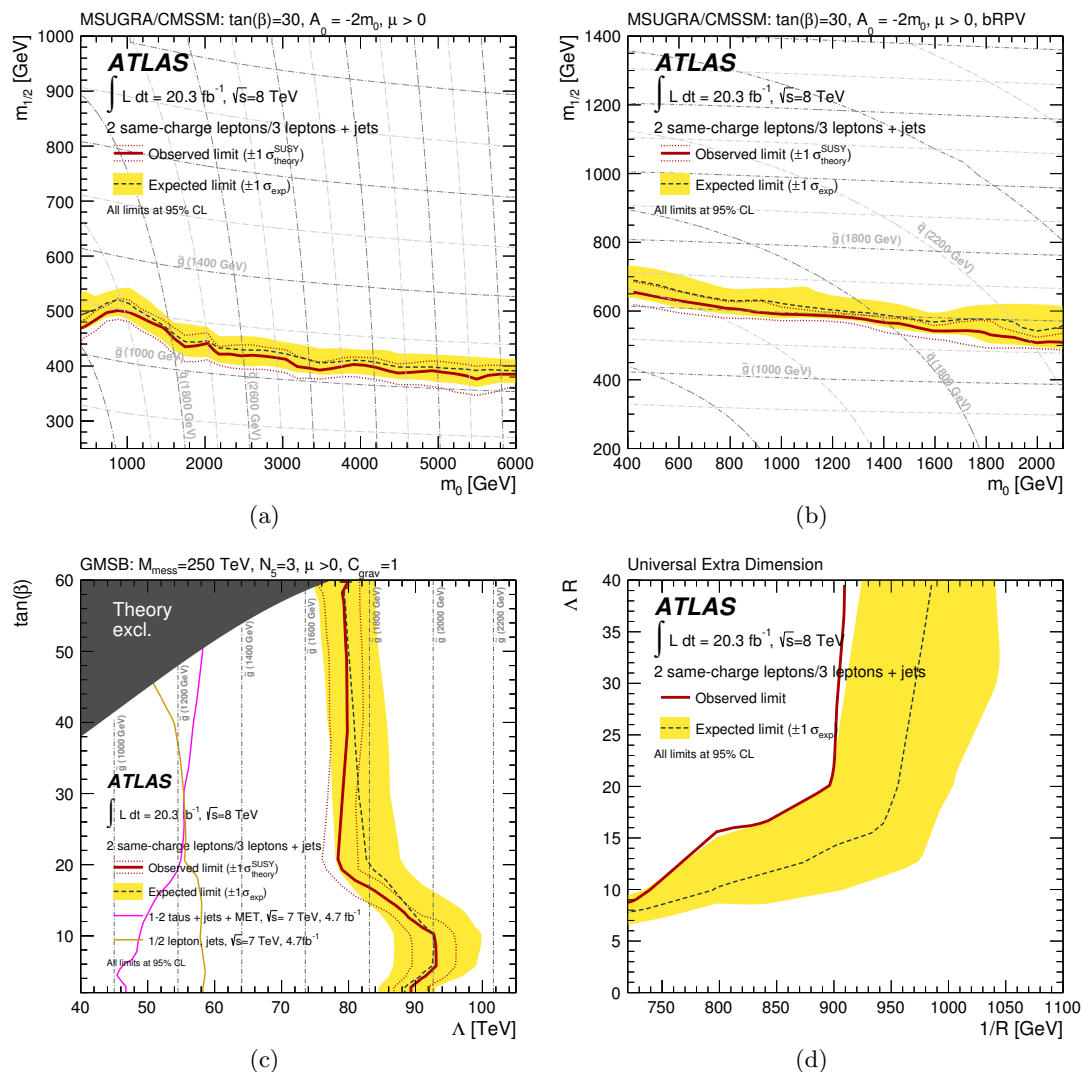 MSUGRA/CMSSM: tan(β)=30, A₀ = -2m₀, μ > 0
m₁/₂ [GeV]
1000
900
800
700
600
500
400
300
ATLAS
∫ L dt = 20.3 fb⁻¹, √s=8 TeV
2 same-charge leptons/3 leptons + jets
Observed limit (±1 σ^SUSY_theory)
Expected limit (±1 σ_exp)
All limits at 95% CL
g̃ (1400 GeV)
g̃ (1000 GeV)
(1800 GeV)
(2600 GeV)
1000 2000 3000 4000 5000 6000
m₀ [GeV]
(a)
MSUGRA/CMSSM: tan(β)=30, A₀ = -2m₀, μ > 0, bRPV
m₁/₂ [GeV]
1400
1200
1000
800
600
400
200
ATLAS
∫ L dt = 20.3 fb⁻¹, √s=8 TeV
2 same-charge leptons/3 leptons + jets
Observed limit (±1 σ^SUSY_theory)
Expected limit (±1 σ_exp)
All limits at 95% CL
g̃ (1800 GeV)
q̃ (2200 GeV)
g̃ (1000 GeV)
q̃ (1800 GeV)
400 600 800 1000 1200 1400 1600 1800 2000
m₀ [GeV]
(b)
GMSB: M_mess=250 TeV, N₅=3, μ >0, C_grav=1
tan(β)
60
50
40
30
20
10
Theory
excl.
g̃ (1000 GeV)
g̃ (1200 GeV)
g̃ (1400 GeV)
g̃ (1600 GeV)
g̃ (1800 GeV)
g̃ (2000 GeV)
g̃ (2200 GeV)
ATLAS
∫ L dt = 20.3 fb⁻¹, √s=8 TeV
2 same-charge leptons/3 leptons + jets
Observed limit (±1 σ^SUSY_theory)
Expected limit (±1 σ_exp)
1-2 taus + jets + MET, √s= 7 TeV, 4.7 fb⁻¹
1/2 lepton, jets, √s=7 TeV, 4.7fb⁻¹
All limits at 95% CL
40 50 60 70 80 90 100
Λ [TeV]
(c)
Universal Extra Dimension
Λ R
40
35
30
25
20
15
10
5
0
ATLAS
∫ L dt = 20.3 fb⁻¹, √s=8 TeV
2 same-charge leptons/3 leptons + jets
Observed limit
Expected limit (±1 σ_exp)
All limits at 95% CL
750 800 850 900 950 1000 1050 1100
1/R [GeV]
(d)